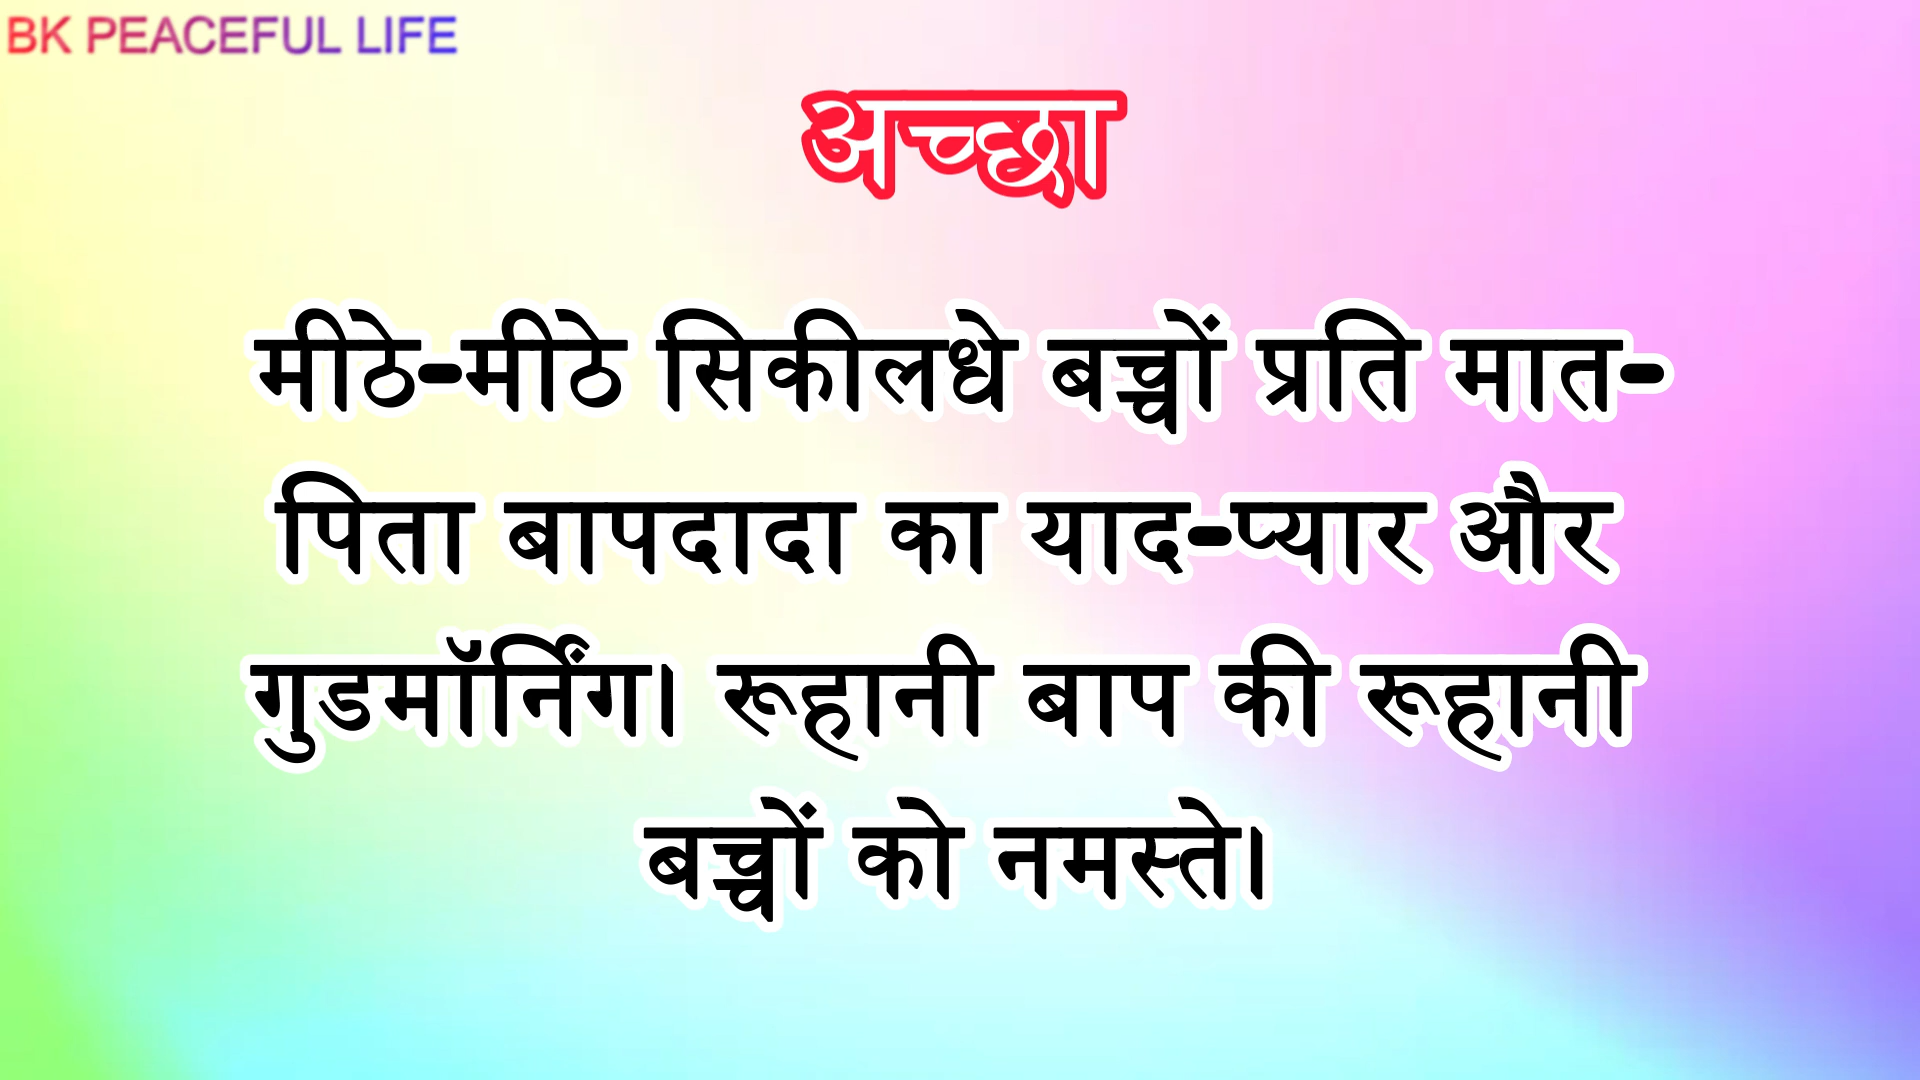 BK PEACEFUL LIFE
अच्छा
मीठे-मीठे सिकीलधे बच्चों प्रति मात-
पिता बापदादा का याद-प्यार और
गुडमॉर्निंग। रूहानी बाप की रूहानी
बच्चों को नमस्ते।